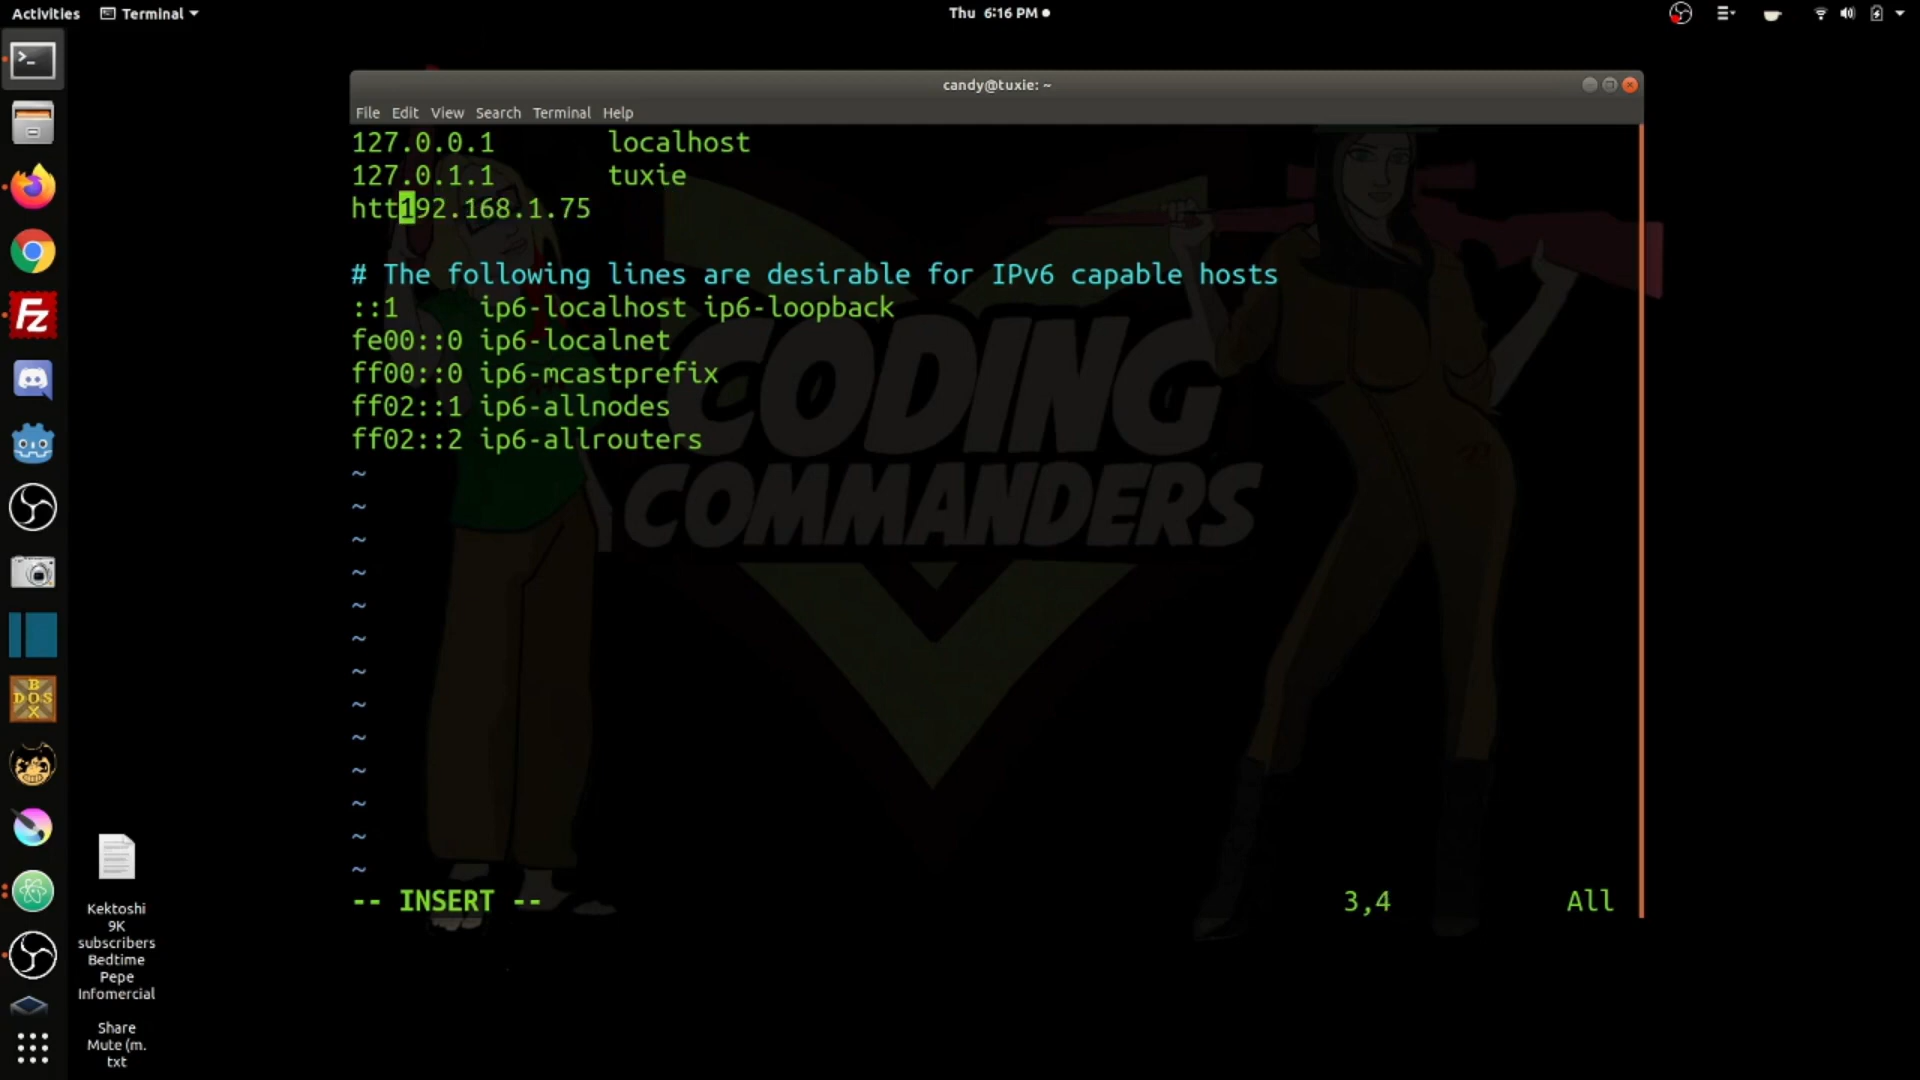 Activities Terminal Thu 6:16 PM
candy@tuxie: ~
File Edit View Search Terminal Help
127.0.0.1 localhost
127.0.1.1 tuxie
htt192.168.1.75
# The following lines are desirable for IPv6 capable hosts
::1 ip6-localhost ip6-loopback
fe00::0 ip6-localnet
ff00::0 ip6-mcastprefix
ff02::1 ip6-allnodes
ff02::2 ip6-allrouters
~
~
~
~
~
~
~
~
~
~
~
~
~
-- INSERT -- 3,4 All
CODING
COMMANDERS
Fz
B
DOS
X
Kektoshi
9K
subscribers
Bedtime
Pepe
Infomercial
Share
Mute (m.
txt